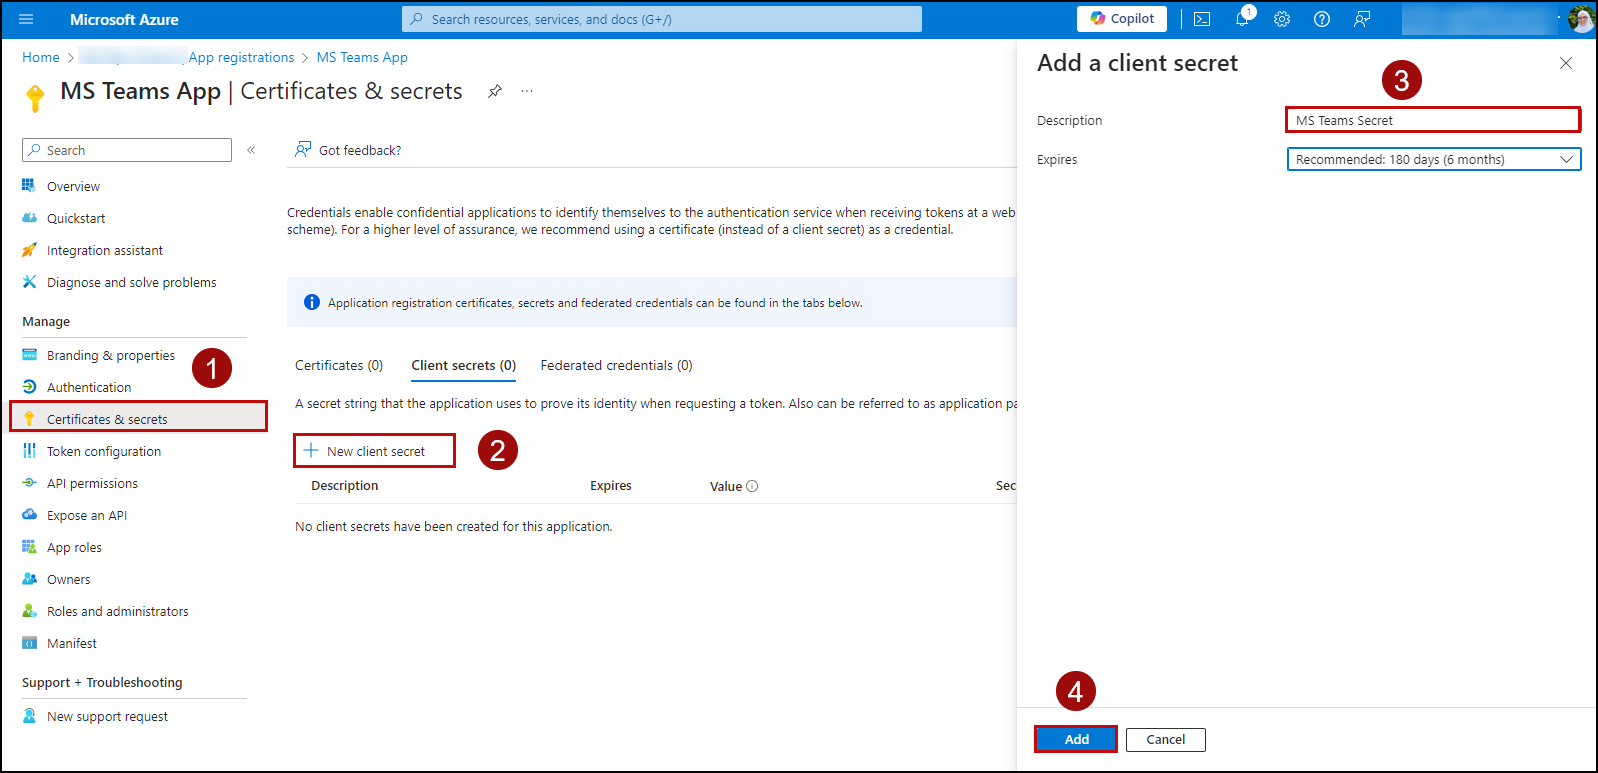 Microsoft Azure
Search resources, services, and docs (G+/)
Copilot
1
Home > App registrations > MS Teams App
MS Teams App | Certificates & secrets
...
Search
«
Overview
Quickstart
Integration assistant
Diagnose and solve problems
Manage
Branding & properties
1
Authentication
Certificates & secrets
Token configuration
API permissions
Expose an API
App roles
Owners
Roles and administrators
Manifest
Support + Troubleshooting
New support request
Got feedback?
Credentials enable confidential applications to identify themselves to the authentication service when receiving tokens at a web
scheme). For a higher level of assurance, we recommend using a certificate (instead of a client secret) as a credential.
Application registration certificates, secrets and federated credentials can be found in the tabs below.
Certificates (0) Client secrets (0) Federated credentials (0)
A secret string that the application uses to prove its identity when requesting a token. Also can be referred to as application pa
New client secret
2
Description Expires Value Sec
No client secrets have been created for this application.
Add a client secret
3
Description MS Teams Secret
Expires Recommended: 180 days (6 months)
4
Add Cancel